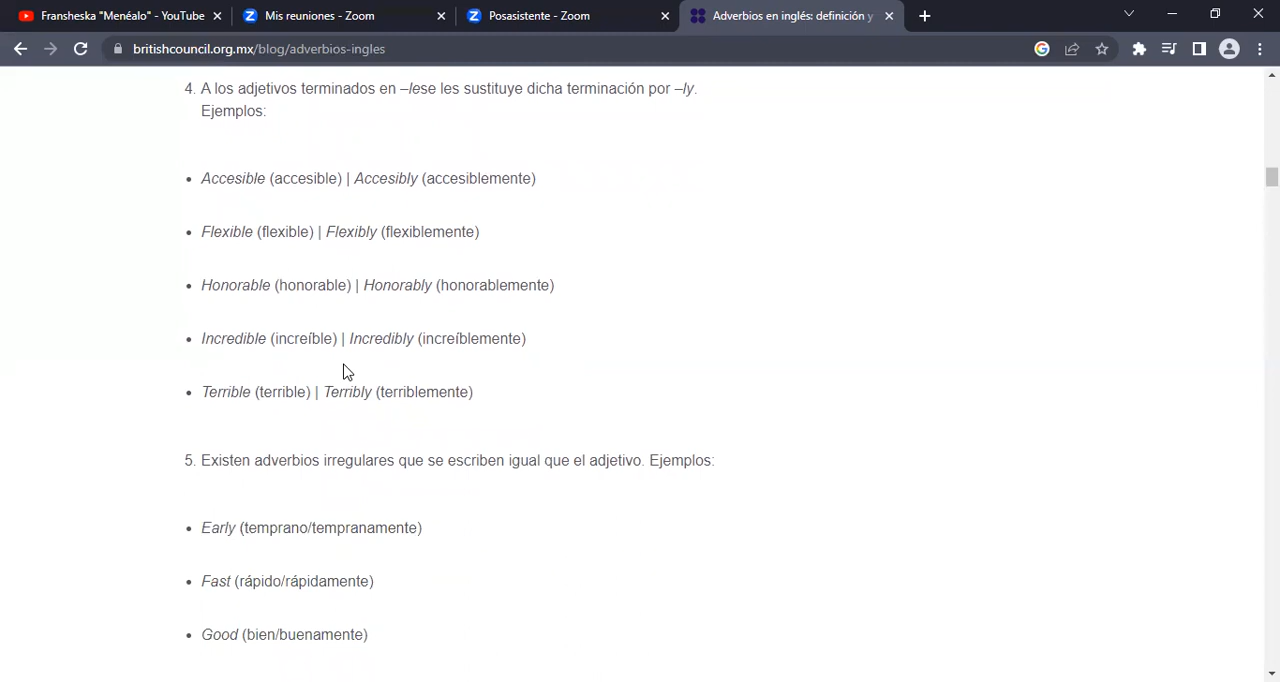 Fransheska "Menéalo" - YouTube
Mis reuniones - Zoom
Posasistente - Zoom
Adverbios en inglés: definición y
britishcouncil.org.mx/blog/adverbios-ingles
4. A los adjetivos terminados en –lese les sustituye dicha terminación por –ly.
Ejemplos:
• Accesible (accesible) | Accesibly (accesiblemente)
• Flexible (flexible) | Flexibly (flexiblemente)
• Honorable (honorable) | Honorably (honorablemente)
• Incredible (increíble) | Incredibly (increíblemente)
• Terrible (terrible) | Terribly (terriblemente)
5. Existen adverbios irregulares que se escriben igual que el adjetivo. Ejemplos:
• Early (temprano/tempranamente)
• Fast (rápido/rápidamente)
• Good (bien/buenamente)